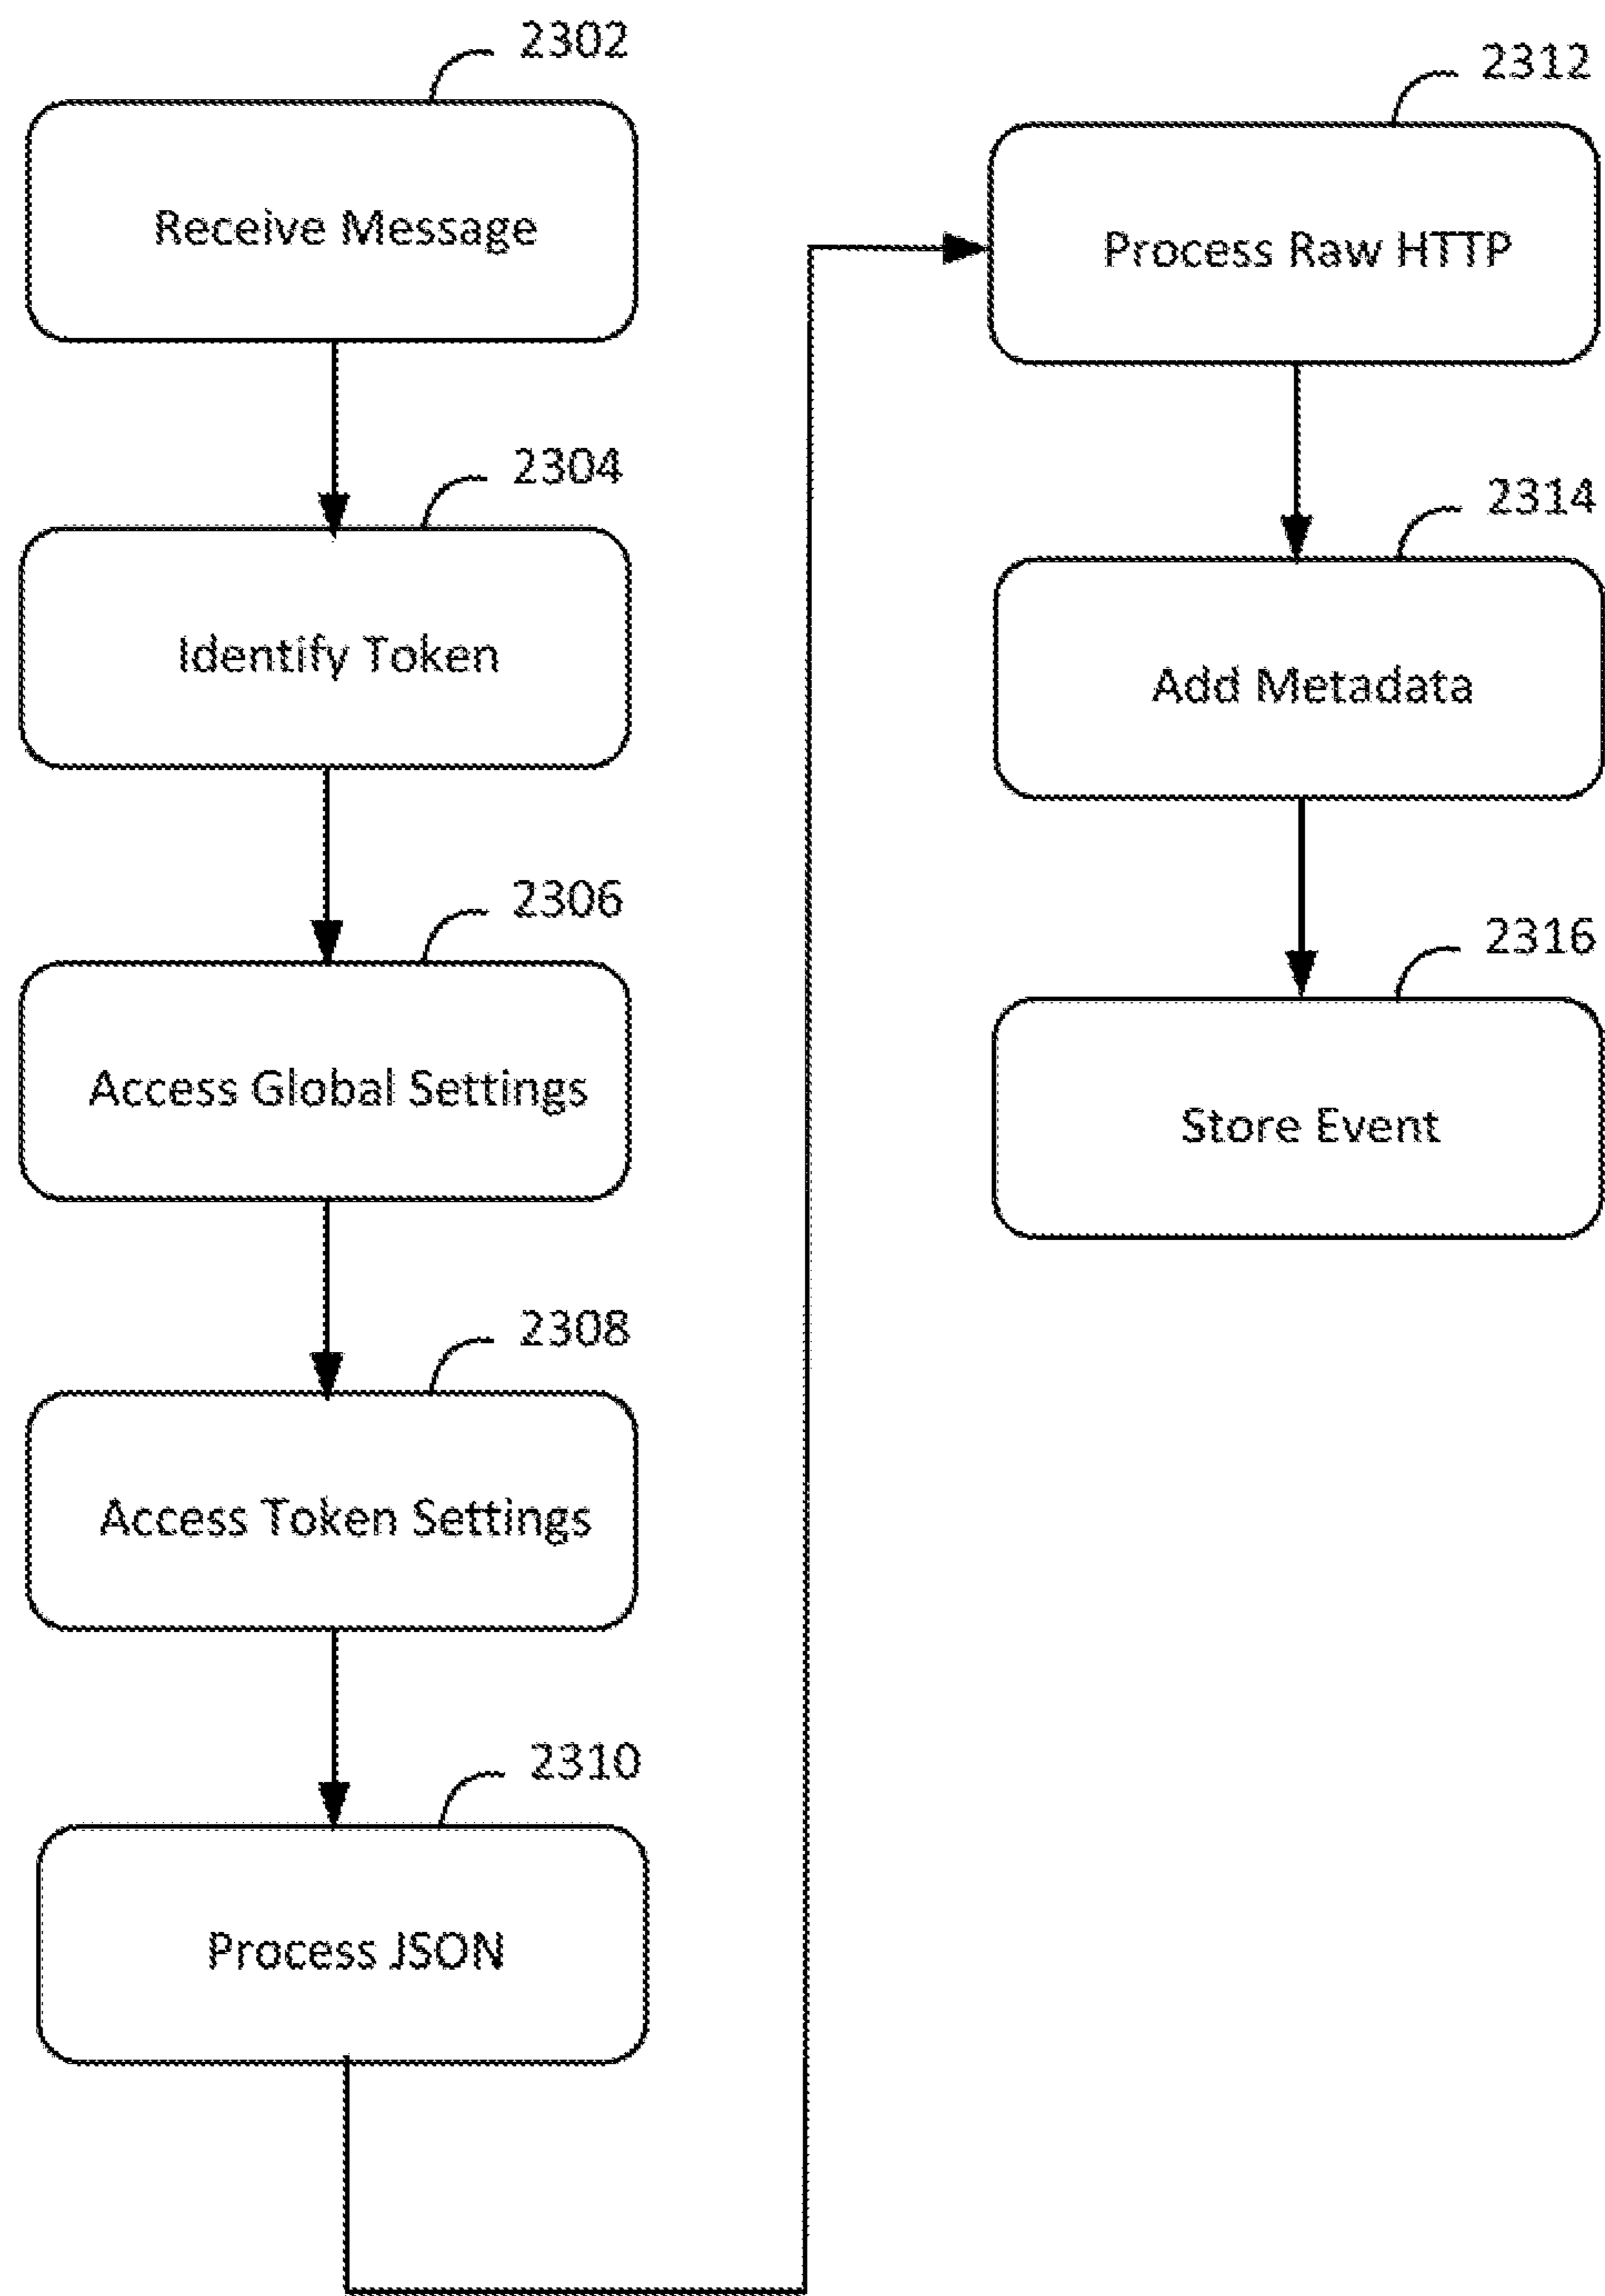 2302
Receive Message
2304
Identify Token
2306
Access Global Settings
2308
Access Token Settings
2310
Process JSON
2312
Process Raw HTTP
2314
Add Metadata
2316
Store Event